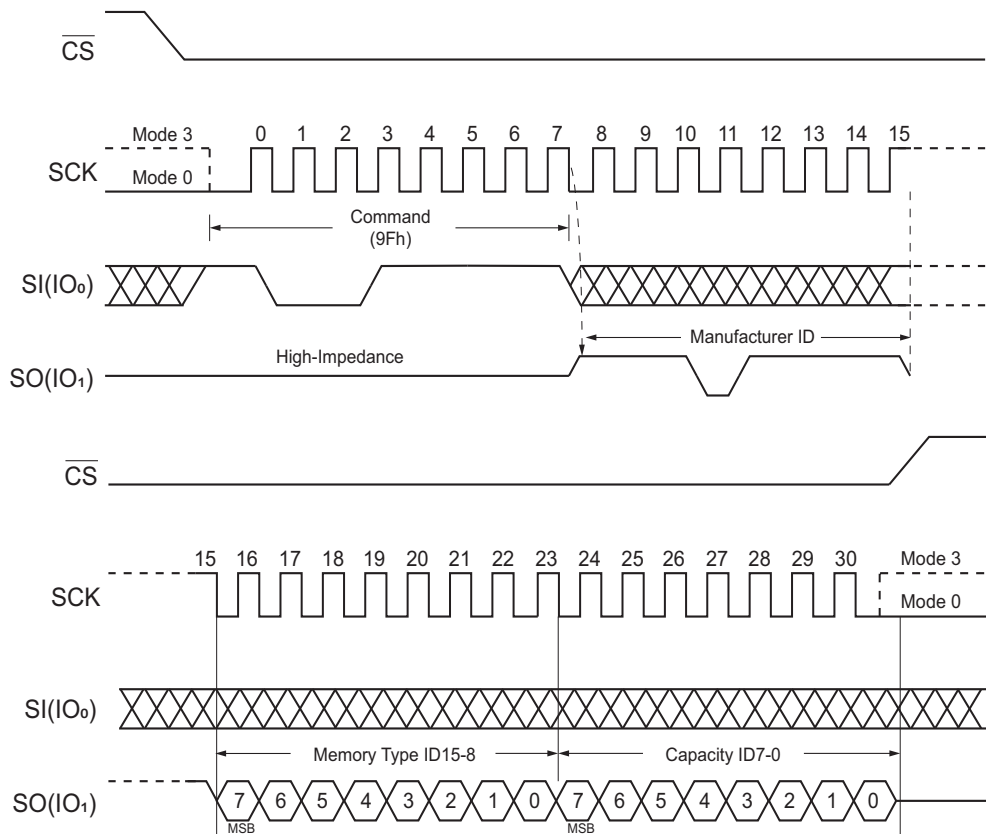 CS
Mode 3 0 1 2 3 4 5 6 7 8 9 10 11 12 13 14 15
SCK
Mode 0
Command
(9Fh)
SI(IO₀)
Manufacturer ID
High-Impedance
SO(IO₁)
CS
15 16 17 18 19 20 21 22 23 24 25 26 27 28 29 30 Mode 3
SCK
Mode 0
SI(IO₀)
Memory Type ID15-8 Capacity ID7-0
SO(IO₁) 7 6 5 4 3 2 1 0 7 6 5 4 3 2 1 0
MSB MSB